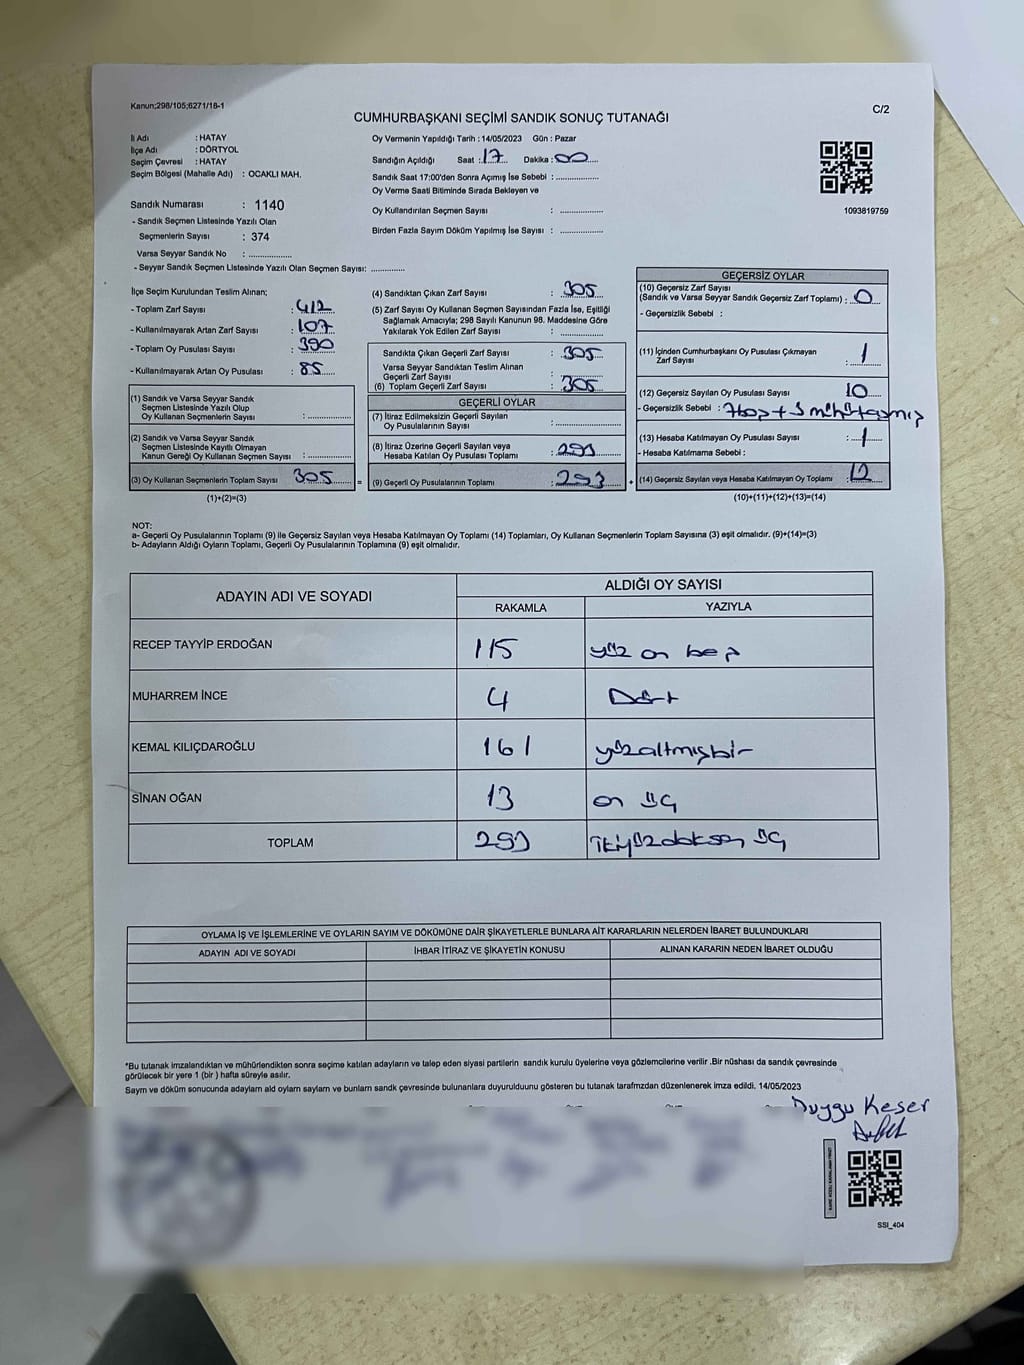 Kanun;298/105;6271/18-1
C/2
CUMHURBAŞKANI SEÇİMİ SANDIK SONUÇ TUTANAĞI
İl Adı : HATAY
İlçe Adı : DÖRTYOL
Seçim Çevresi : HATAY
Seçim Bölgesi (Mahalle Adı) : OCAKLI MAH.
Sandık Numarası : 1140
- Sandık Seçmen Listesinde Yazılı Olan
Seçmenlerin Sayısı : 374
Varsa Seyyar Sandık No : ..............
- Seyyar Sandık Seçmen Listesinde Yazılı Olan Seçmen Sayısı: .............
Oy Vermenin Yapıldığı Tarih : 14/05/2023 Gün : Pazar
Sandığın Açıldığı Saat : 17 Dakika : 00
Sandık Saat 17:00'den Sonra Açımış İse Sebebi : ................
Oy Verme Saati Bitiminde Sırada Bekleyen ve
Oy Kullandırılan Seçmen Sayısı : ................
Birden Fazla Sayım Döküm Yapılmış İse Sayısı : ................
1093819759
İlçe Seçim Kurulundan Teslim Alınan;
- Toplam Zarf Sayısı : 412
- Kullanılmayarak Artan Zarf Sayısı : 107
- Toplam Oy Pusulası Sayısı : 390
- Kullanılmayarak Artan Oy Pusulası : 85
(1) Sandık ve Varsa Seyyar Sandık
Seçmen Listesinde Yazılı Olup
Oy Kullanan Seçmenlerin Sayısı : ................
(2) Sandık ve Varsa Seyyar Sandık
Seçmen Listesinde Kayıtlı Olmayan
Kanun Gereği Oy Kullanan Seçmen Sayısı : ................
(3) Oy Kullanan Seçmenlerin Toplam Sayısı 305
(1)+(2)=(3)
(4) Sandıktan Çıkan Zarf Sayısı : 305
(5) Zarf Sayısı Oy Kullanan Seçmen Sayısından Fazla İse, Eşitliği
Sağlamak Amacıyla; 298 Sayılı Kanunun 98. Maddesine Göre
Yakılarak Yok Edilen Zarf Sayısı : ................
Sandıkta Çıkan Geçerli Zarf Sayısı : 305
Varsa Seyyar Sandıktan Teslim Alınan
Geçerli Zarf Sayısı :
(6) Toplam Geçerli Zarf Sayısı : 305
GEÇERLİ OYLAR
(7) İtiraz Edilmeksizin Geçerli Sayılan
Oy Pusulalarının Sayısı : ................
(8) İtiraz Üzerine Geçerli Sayılan veya
Hesaba Katılan Oy Pusulası Toplamı : 293
= (9) Geçerli Oy Pusulalarının Toplamı : 293
GEÇERSİZ OYLAR
(10) Geçersiz Zarf Sayısı
(Sandık ve Varsa Seyyar Sandık Geçersiz Zarf Toplamı) : 0
- Geçersizlik Sebebi :
(11) İçinden Cumhurbaşkanı Oy Pusulası Çıkmayan
Zarf Sayısı : 1
(12) Geçersiz Sayılan Oy Pusulası Sayısı 10
- Geçersizlik Sebebi :
(13) Hesaba Katılmayan Oy Pusulası Sayısı : 1
- Hesaba Katılmama Sebebi :
+ (14) Geçersiz Sayılan veya Hesaba Katılmayan Oy Toplamı : 12
(10)+(11)+(12)+(13)=(14)
NOT:
a- Geçerli Oy Pusulalarının Toplamı (9) ile Geçersiz Sayılan veya Hesaba Katılmayan Oy Toplamı (14) Toplamları, Oy Kullanan Seçmenlerin Toplam Sayısına (3) eşit olmalıdır. (9)+(14)=(3)
b- Adayların Aldığı Oyların Toplamı, Geçerli Oy Pusulalarının Toplamına (9) eşit olmalıdır.
ADAYIN ADI VE SOYADI ALDIĞI OY SAYISI
RAKAMLA YAZIYLA
RECEP TAYYİP ERDOĞAN 115 yüz on beş
MUHARREM İNCE 4 Dört
KEMAL KILIÇDAROĞLU 161 yüzaltmışbir
SİNAN OĞAN 13 on üç
TOPLAM 293 ikiyüzdoksan üç
OYLAMA İŞ VE İŞLEMLERİNE VE OYLARIN SAYIM VE DÖKÜMÜNE DAİR ŞİKAYETLERLE BUNLARA AİT KARARLARIN NELERDEN İBARET BULUNDUKLARI
ADAYIN ADI VE SOYADI İHBAR İTİRAZ VE ŞİKAYETİN KONUSU ALINAN KARARIN NEDEN İBARET OLDUĞU
*Bu tutanak imzalandıktan ve mühürlendikten sonra seçime katılan adayların ve talep eden siyasi partilerin sandık kurulu üyelerine veya gözlemcilerine verilir .Bir nüshası da sandık çevresinde
görülecek bir yere 1 (bir ) hafta süreyle asılır.
Sayım ve döküm sonucunda adayların ald oyların sayların ve bunların sandık çevresinde bulunanlara duyurulduunu gösteren bu tutanak tarafmzdan düzenlenerek imza edildi. 14/05/2023
Duygu Keser
SSI_404